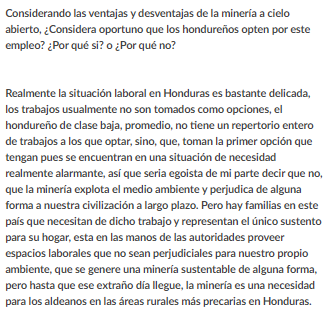 Considerando las ventajas y desventajas de la minería a cielo
abierto, ¿Considera oportuno que los hondureños opten por este
empleo? ¿Por qué si? o ¿Por qué no?
Realmente la situación laboral en Honduras es bastante delicada,
los trabajos usualmente no son tomados como opciones, el
hondureño de clase baja, promedio, no tiene un repertorio entero
de trabajos a los que optar, sino, que, toman la primer opción que
tengan pues se encuentran en una situación de necesidad
realmente alarmante, así que seria egoista de mi parte decir que no,
que la minería explota el medio ambiente y perjudica de alguna
forma a nuestra civilización a largo plazo. Pero hay familias en este
país que necesitan de dicho trabajo y representan el único sustento
para su hogar, esta en las manos de las autoridades proveer
espacios laborales que no sean perjudiciales para nuestro propio
ambiente, que se genere una minería sustentable de alguna forma,
pero hasta que ese extraño día llegue, la minería es una necesidad
para los aldeanos en las áreas rurales más precarias en Honduras.